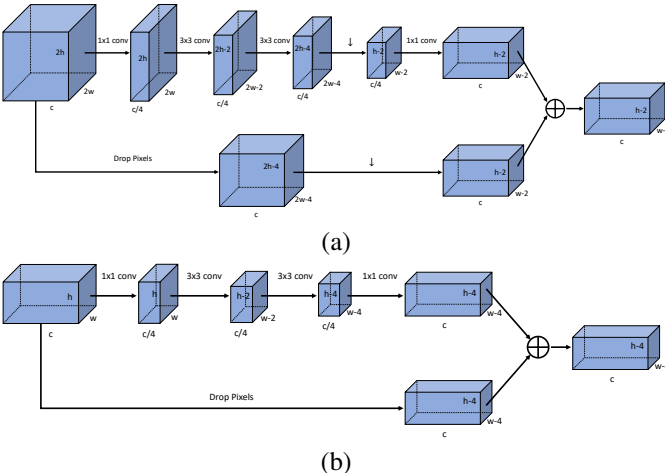 1x1 conv 3x3 conv 3x3 conv ↓ 1x1 conv
2h 2h 2h-2 2h-4 h-2 h-2
2w 2w 2w-2 2w-4 w-2 w-2
c c/4 c/4 c/4 c/4 c
h-2
w-
c
Drop Pixels ↓
2h-4 h-2
2w-4 w-2
c c
(a)
1x1 conv 3x3 conv 3x3 conv 1x1 conv
h h h-2 h-4 h-4
w w w-2 w-4 w-4
c c/4 c/4 c/4 c
h-4
w-
c
Drop Pixels
h-4
w-4
c
(b)